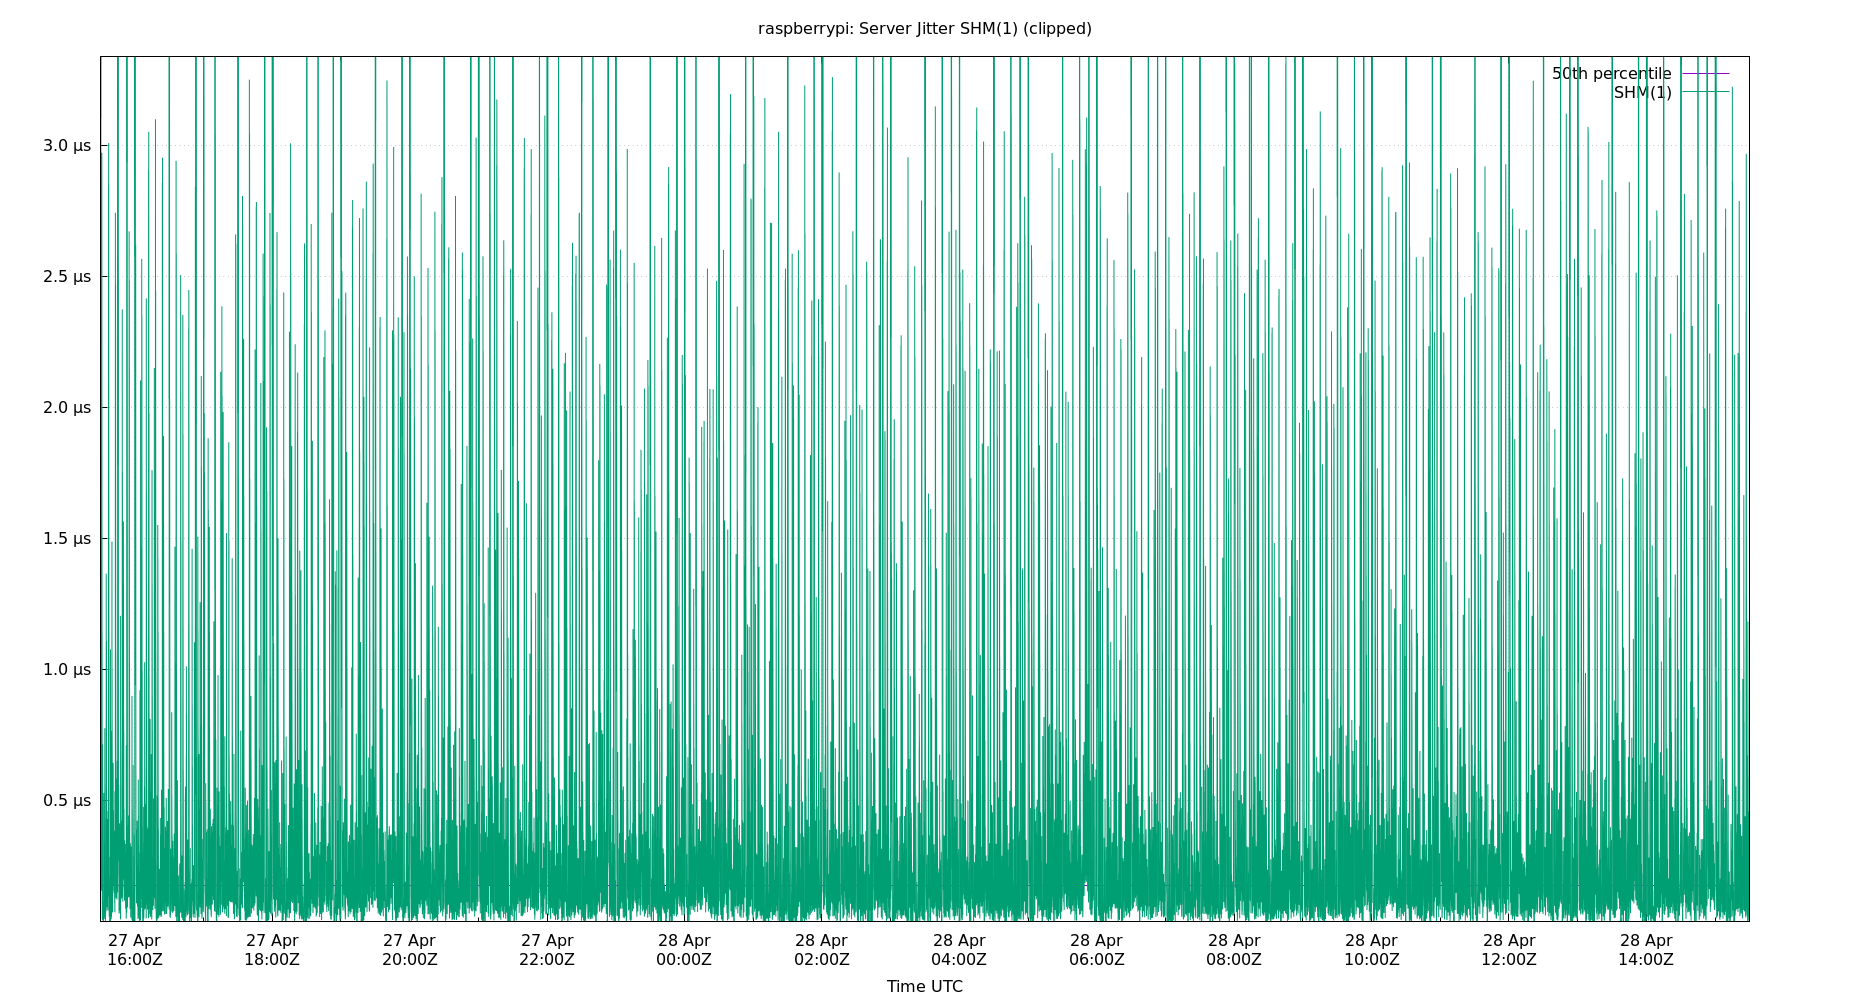 raspberrypi: Server Jitter SHM(1) (clipped)
50th percentile
SHM(1)
3.0 µs
2.5 µs
2.0 µs
1.5 µs
1.0 µs
0.5 µs
27 Apr 27 Apr 27 Apr 27 Apr 28 Apr 28 Apr 28 Apr 28 Apr 28 Apr 28 Apr 28 Apr 28 Apr
16:00Z 18:00Z 20:00Z 22:00Z 00:00Z 02:00Z 04:00Z 06:00Z 08:00Z 10:00Z 12:00Z 14:00Z
Time UTC